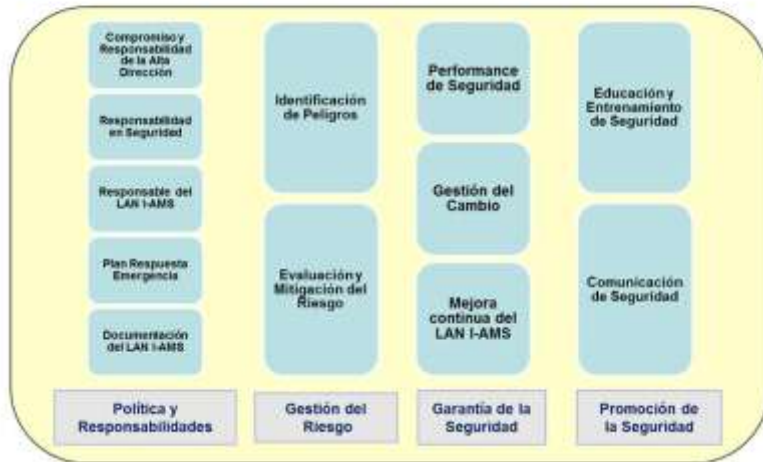 Compromiso y
Responsabilidad
de la Alta
Dirección
Responsabilidad
en Seguridad
Responsable del
LAN I-AMS
Plan Respuesta
Emergencia
Documentación
del LAN I-AMS
Política y
Responsabilidades
Identificación
de Peligros
Evaluación y
Mitigación del
Riesgo
Gestión del
Riesgo
Performance
de Seguridad
Gestión del
Cambio
Mejora
continua del
LAN I-AMS
Garantía de la
Seguridad
Educación y
Entrenamiento
de Seguridad
Comunicación
de Seguridad
Promoción de
la Seguridad